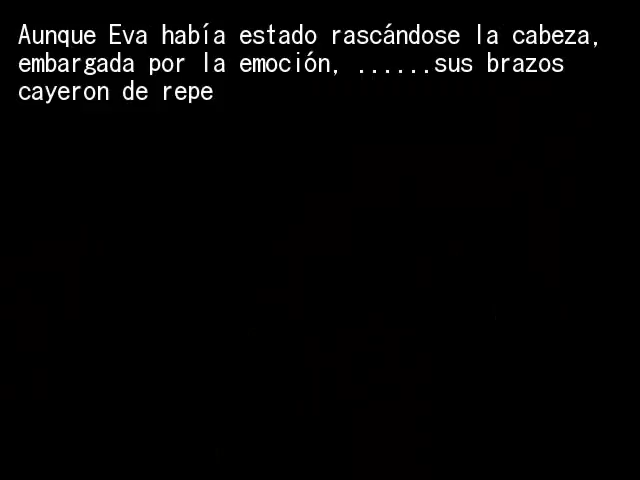 Aunque Eva había estado rascándose la cabeza,
embargada por la emoción, ......sus brazos
cayeron de repe